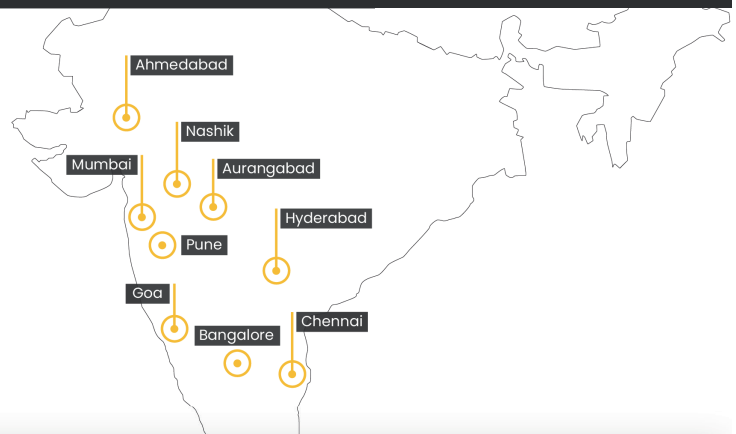 Ahmedabad
Nashik
Mumbai
Aurangabad
Hyderabad
Pune
Goa
Chennai
Bangalore